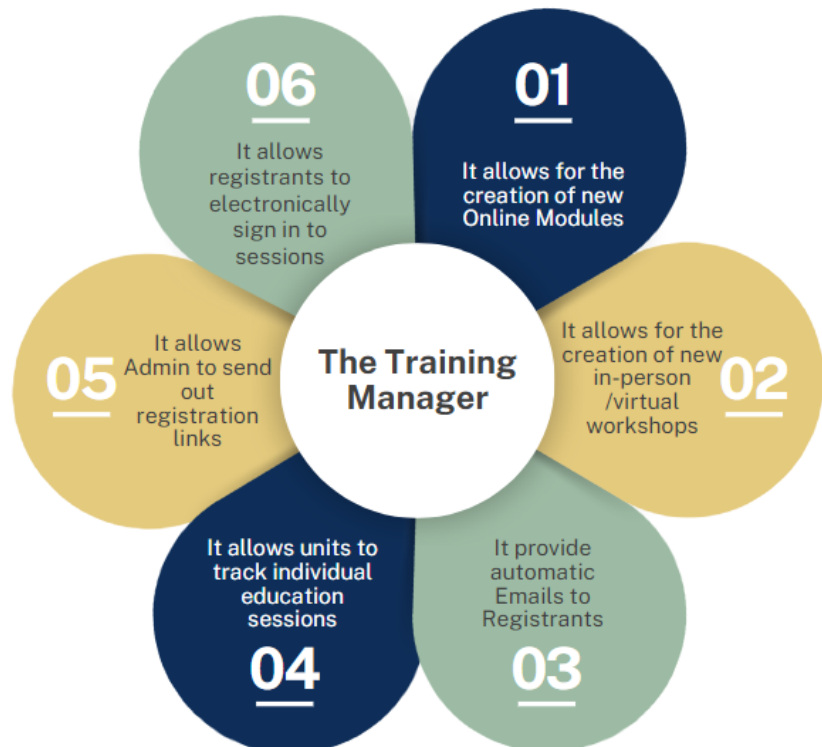 The Training
Manager
01
It allows for the
creation of new
Online Modules
02
It allows for the
creation of new
in-person
/virtual
workshops
It provide
automatic
Emails to
Registrants
03
It allows units to
track individual
education
sessions
04
05
It allows
Admin to send
out
registration
links
06
It allows
registrants to
electronically
sign in to
sessions